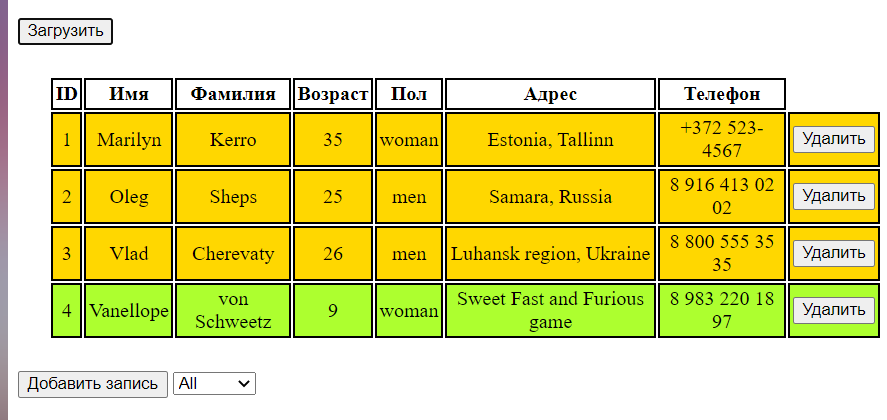 Загрузить
ID Имя Фамилия Возраст Пол Адрес Телефон
1 Marilyn Kerro 35 woman Estonia, Tallinn +372 523-
4567 Удалить
2 Oleg Sheps 25 men Samara, Russia 8 916 413 02
02 Удалить
3 Vlad Cherevaty 26 men Luhansk region, Ukraine 8 800 555 35
35 Удалить
4 Vanellope von
Schweetz 9 woman Sweet Fast and Furious
game 8 983 220 18
97 Удалить
Добавить запись All